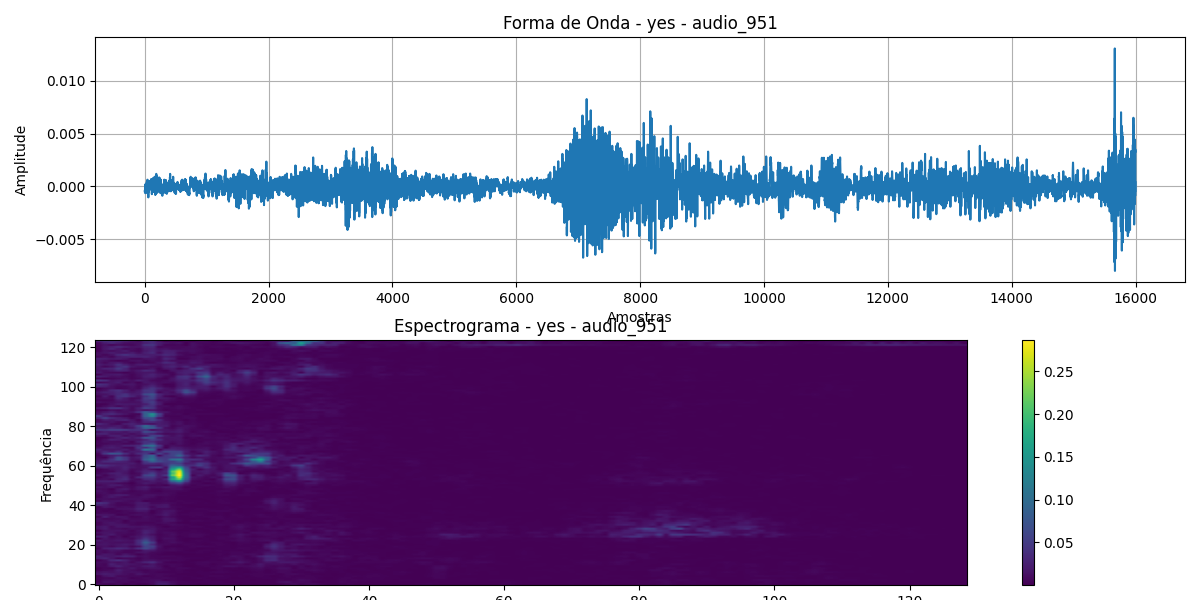 Forma de Onda - yes - audio_951
Amplitude
0.010
0.005
0.000
−0.005
0 2000 4000 6000 8000 10000 12000 14000 16000
Amostras
Espectrograma - yes - audio_951
Frequência
120
100
80
60
40
20
0
0 20 40 60 80 100 120
0.25
0.20
0.15
0.10
0.05